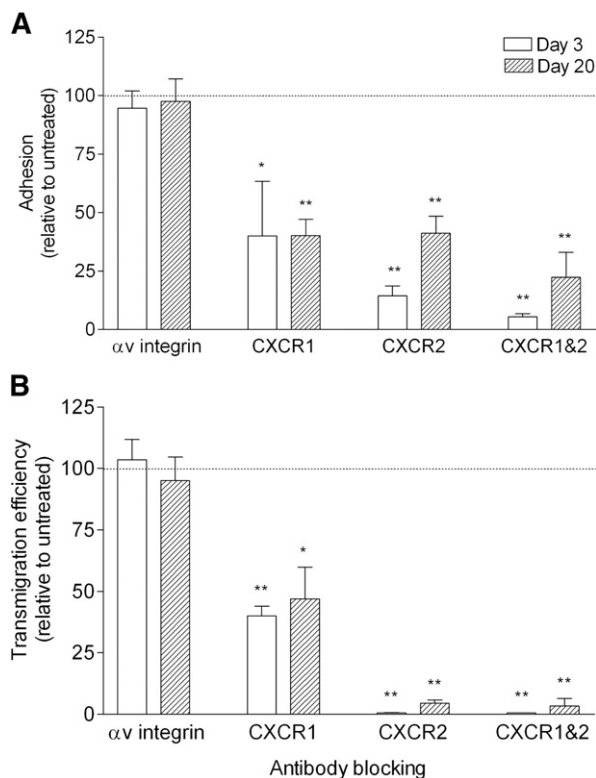 A
125
100
75
50
25
0
Adhesion
(relative to untreated)
Day 3
Day 20
*
**
**
**
**
**
αv integrin
CXCR1
CXCR2
CXCR1&2
B
125
100
75
50
25
0
Transmigration efficiency
(relative to untreated)
**
*
**
**
**
**
αv integrin
CXCR1
CXCR2
CXCR1&2
Antibody blocking